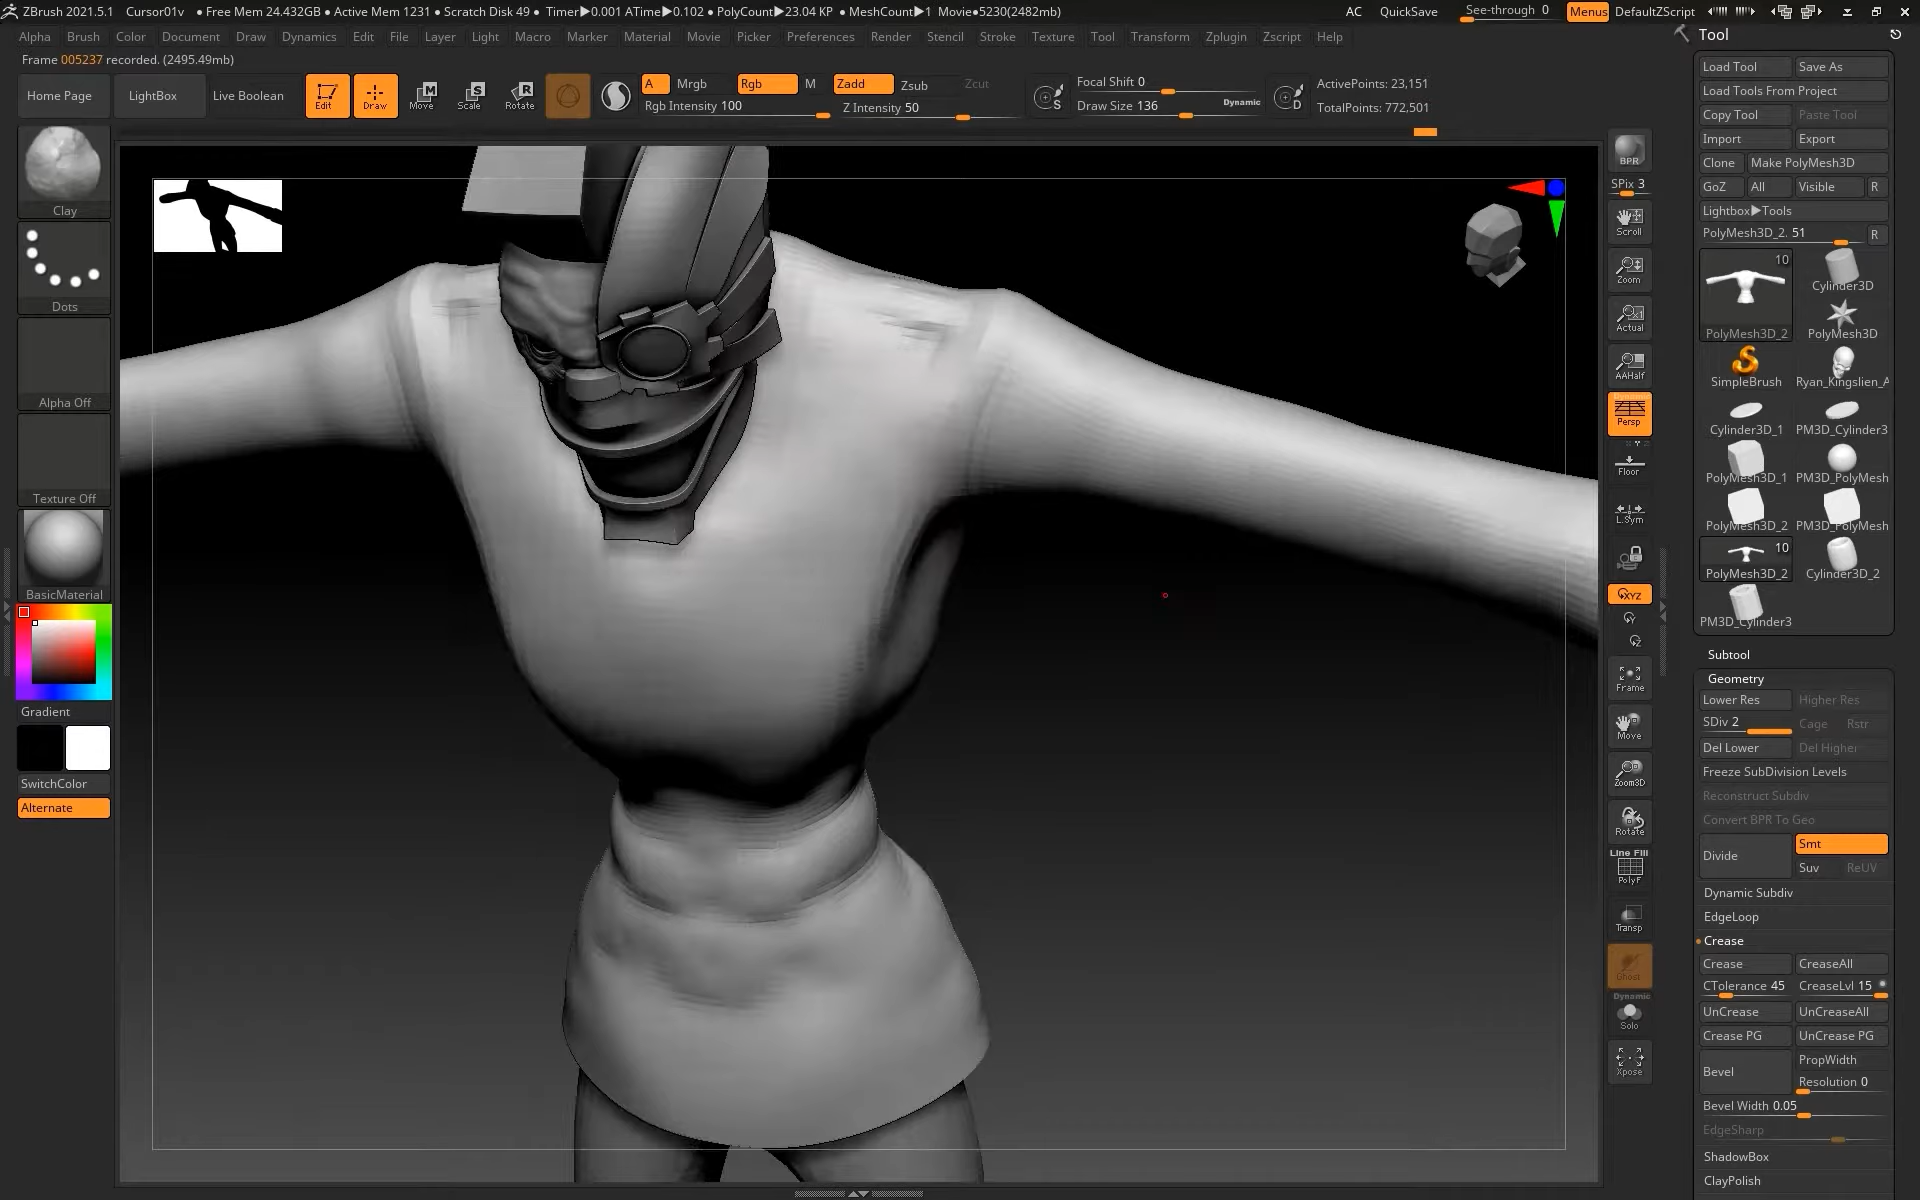 ZBrush 2021.5.1 Cursor01v • Free Mem 24.432GB • Active Mem 1231 • Scratch Disk 49 • Timer▶0.001 ATime▶0.102 • PolyCount▶23.04 KP • MeshCount▶1 Movie●5230(2482mb) AC QuickSave See-through 0 Menus DefaultZScript
Alpha Brush Color Document Draw Dynamics Edit File Layer Light Macro Marker Material Movie Picker Preferences Render Stencil Stroke Texture Tool Transform Zplugin Zscript Help
Frame 005237 recorded. (2495.49mb)
Home Page LightBox Live Boolean
Edit Draw Move Scale Rotate
A Mrgb Rgb M Zadd Zsub Zcut
Rgb Intensity 100 Z Intensity 50
S
Focal Shift 0
Draw Size 136 Dynamic
D
ActivePoints: 23,151
TotalPoints: 772,501
Clay
Dots
Alpha Off
Texture Off
BasicMaterial
Gradient
SwitchColor
Alternate
BPR
SPix 3
Scroll
Zoom
Actual
AAHalf
Persp
Floor
L.Sym
XYZ
Frame
Move
Zoom3D
Rotate
Line Fill
PolyF
Transp
Ghost
Dynamic
Solo
Xpose
Tool
Load Tool Save As
Load Tools From Project
Copy Tool Paste Tool
Import Export
Clone Make PolyMesh3D
GoZ All Visible R
Lightbox▶Tools
PolyMesh3D_2. 51 R
10
PolyMesh3D_2
Cylinder3D
PolyMesh3D
SimpleBrush Ryan_Kingslien_A
Cylinder3D_1 PM3D_Cylinder3
PolyMesh3D_1 PM3D_PolyMesh
PolyMesh3D_2 PM3D_PolyMesh
10
PolyMesh3D_2 Cylinder3D_2
PM3D_Cylinder3
Subtool
Geometry
Lower Res Higher Res
SDiv 2 Cage Rstr
Del Lower Del Higher
Freeze SubDivision Levels
Reconstruct Subdiv
Convert BPR To Geo
Divide Smt
Suv ReUV
Dynamic Subdiv
EdgeLoop
Crease
Crease CreaseAll
CTolerance 45 CreaseLvl 15
UnCrease UnCreaseAll
Crease PG UnCrease PG
Bevel PropWidth
Resolution 0
Bevel Width 0.05
EdgeSharp
ShadowBox
ClayPolish